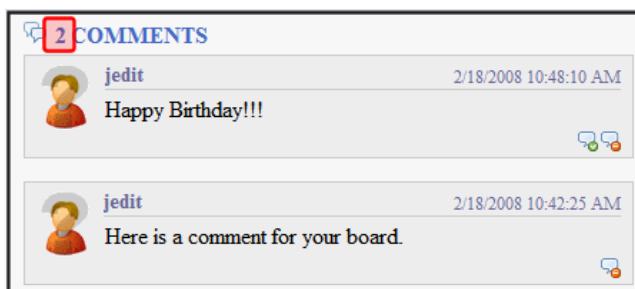 2 COMMENTS
jedit 2/18/2008 10:48:10 AM
Happy Birthday!!!
jedit 2/18/2008 10:42:25 AM
Here is a comment for your board.